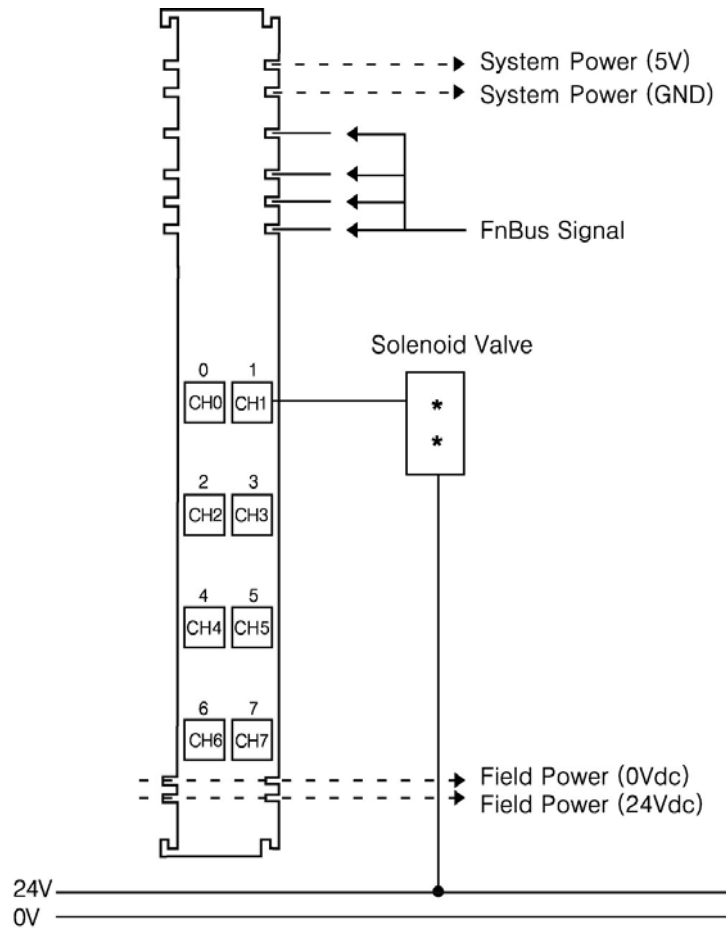 System Power (5V)
System Power (GND)
FnBus Signal
Solenoid Valve
0 1
CH0 CH1
*
*
2 3
CH2 CH3
4 5
CH4 CH5
6 7
CH6 CH7
Field Power (0Vdc)
Field Power (24Vdc)
24V
0V